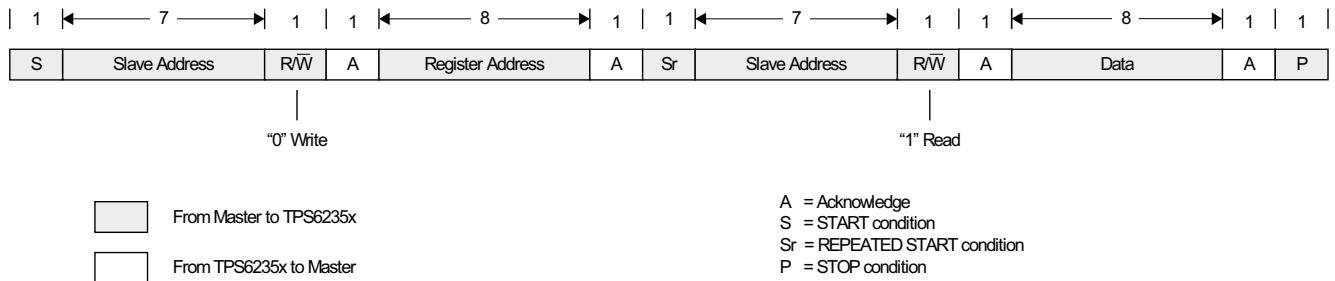 1 7 1 1 8 1 1 7 1 1 8 1 1
S Slave Address R/W̅ A Register Address A Sr Slave Address R/W̅ A Data A P
“0” Write “1” Read
From Master to TPS6235x
From TPS6235x to Master
A = Acknowledge
S = START condition
Sr = REPEATED START condition
P = STOP condition